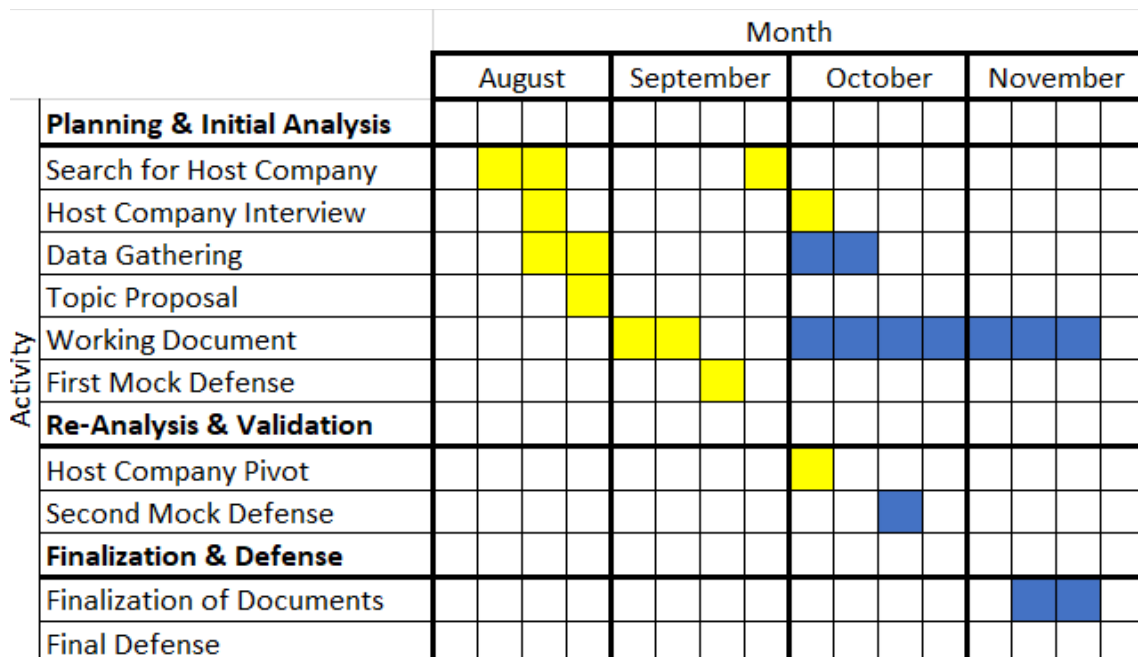 Month
August September October November
Activity
Planning & Initial Analysis
Search for Host Company
Host Company Interview
Data Gathering
Topic Proposal
Working Document
First Mock Defense
Re-Analysis & Validation
Host Company Pivot
Second Mock Defense
Finalization & Defense
Finalization of Documents
Final Defense